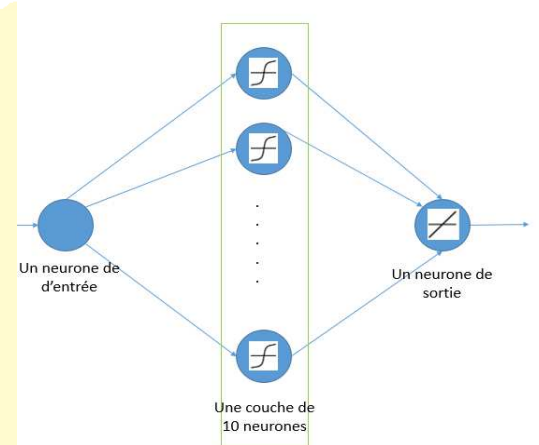 Un neurone de
d'entrée
Un neurone de
sortie
Une couche de
10 neurones